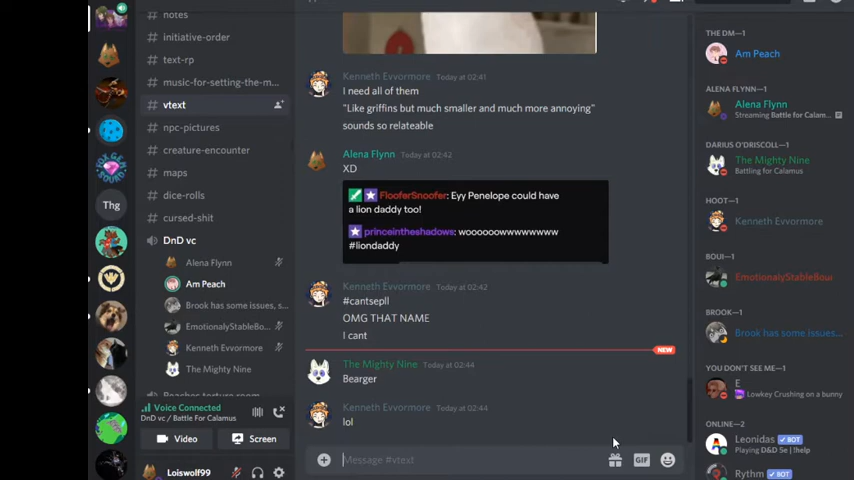 # notes
# initiative-order
# text-rp
# music-for-setting-the-m...
# vtext
# npc-pictures
# creature-encounter
# maps
# dice-rolls
# cursed-shit
DnD vc
Alena Flynn
Am Peach
Brook has some issues, s...
EmotionalyStableBo...
Kenneth Evvormore
The Mighty Nine
Peaches torture room
Voice Connected
DnD vc / Battle For Calamus
Video
Screen
Loiswolf99
Thg
Kenneth Evvormore Today at 02:41
I need all of them
"Like griffins but much smaller and much more annoying"
sounds so relateable
Alena Flynn Today at 02:42
XD
FlooferSnoofer: Eyy Penelope could have
a lion daddy too!
princeintheshadows: woooooowwwwwwww
#liondaddy
Kenneth Evvormore Today at 02:42
#cantsepll
OMG THAT NAME
I cant
NEW
The Mighty Nine Today at 02:44
Bearger
Kenneth Evvormore Today at 02:44
lol
Message #vtext
GIF
THE DM—1
Am Peach
ALENA FLYNN—1
Alena Flynn
Streaming Battle for Calam...
DARIUS O'DRISCOLL—1
The Mighty Nine
Battling for Calamus
HOOT—1
Kenneth Evvormore
BOUI—1
EmotionalyStableBoui
BROOK—1
Brook has some issues...
YOU DON'T SEE ME—1
E
Lowkey Crushing on a bunny
ONLINE—2
Leonidas BOT
Playing D&D 5e | !help
Rythm BOT